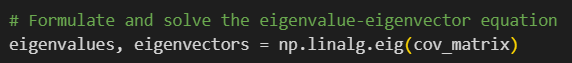 # Formulate and solve the eigenvalue-eigenvector equation
eigenvalues, eigenvectors = np.linalg.eig(cov_matrix)